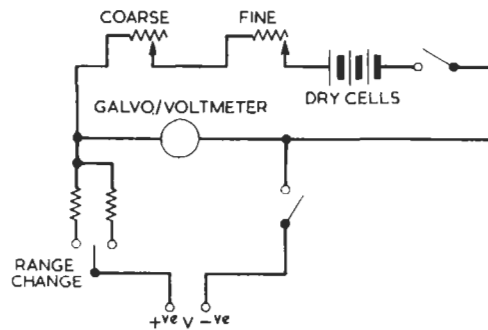 COARSE
FINE
DRY CELLS
GALVO/VOLTMETER
RANGE
CHANGE
+ve V -ve